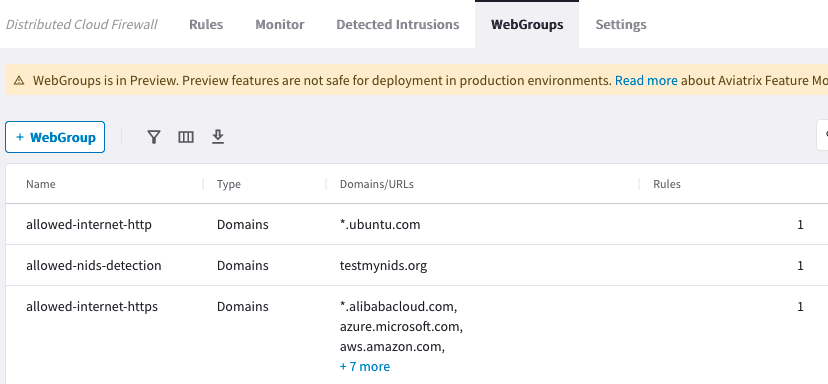 Distributed Cloud Firewall Rules Monitor Detected Intrusions WebGroups Settings
WebGroups is in Preview. Preview features are not safe for deployment in production environments. Read more about Aviatrix Feature Mo
+ WebGroup
Name Type Domains/URLs Rules
allowed-internet-http Domains *.ubuntu.com 1
allowed-nids-detection Domains testmynids.org 1
allowed-internet-https Domains *.alibabacloud.com, 1
azure.microsoft.com,
aws.amazon.com,
+ 7 more